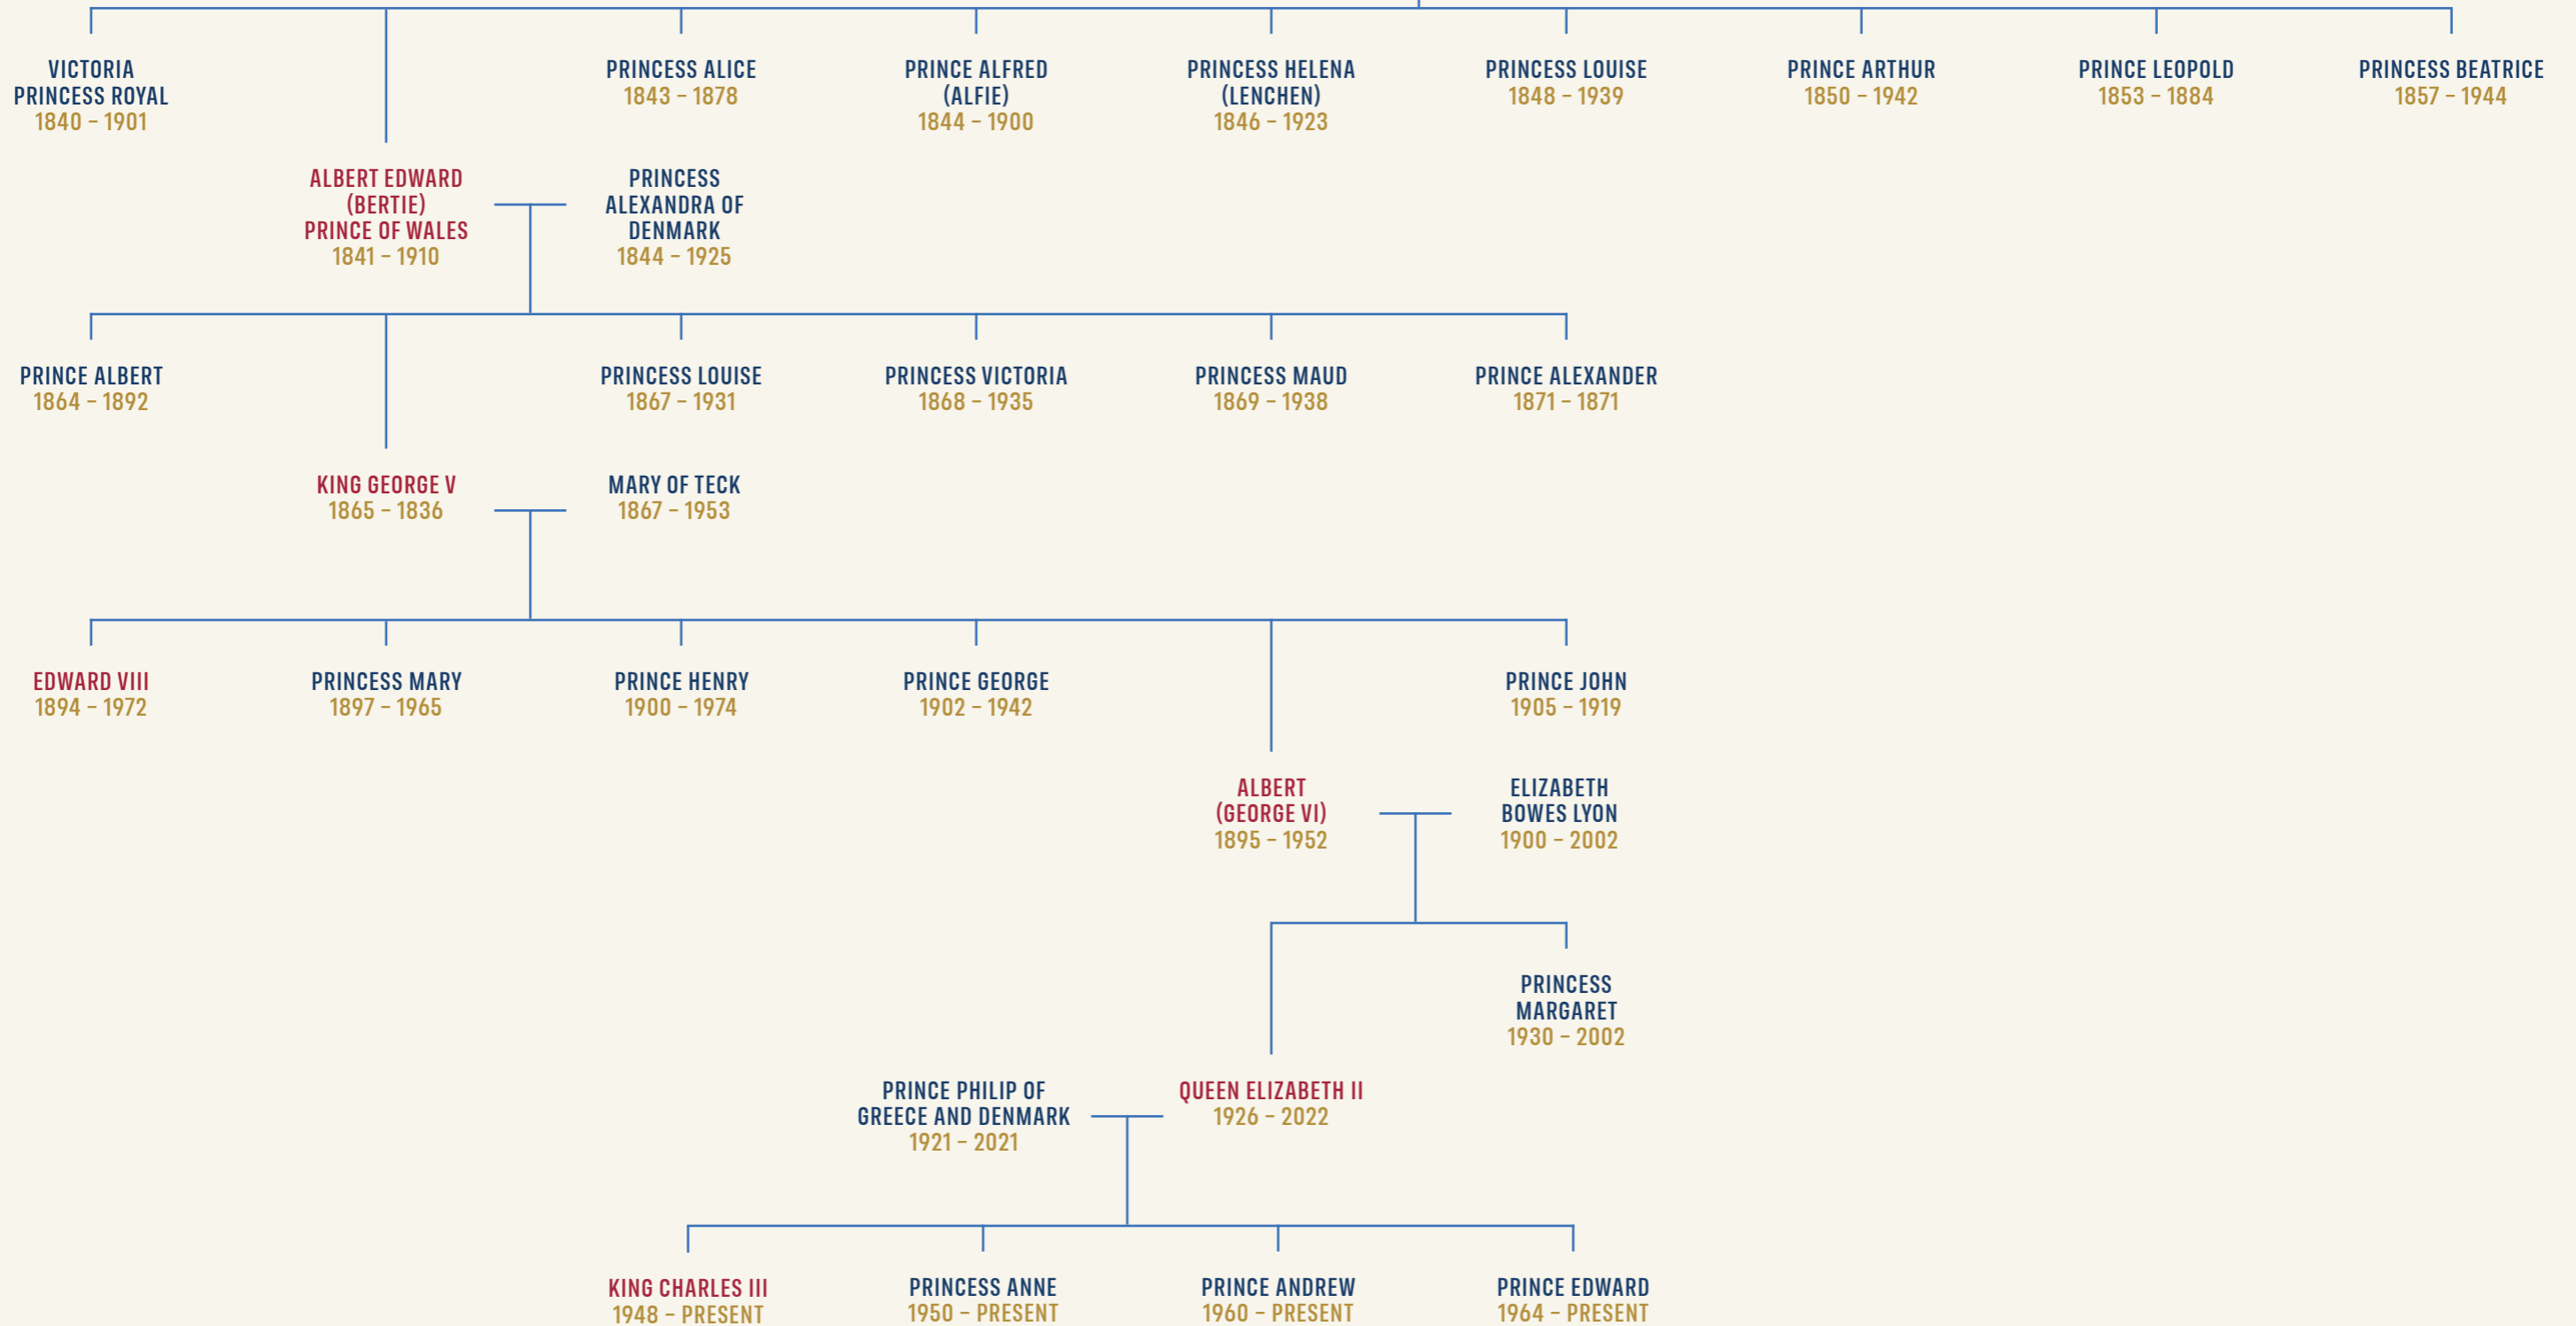 VICTORIA
PRINCESS ROYAL
1840 – 1901
PRINCESS ALICE
1843 – 1878
PRINCE ALFRED
(ALFIE)
1844 – 1900
PRINCESS HELENA
(LENCHEN)
1846 – 1923
PRINCESS LOUISE
1848 – 1939
PRINCE ARTHUR
1850 – 1942
PRINCE LEOPOLD
1853 – 1884
PRINCESS BEATRICE
1857 – 1944
ALBERT EDWARD
(BERTIE)
PRINCE OF WALES
1841 – 1910
PRINCESS
ALEXANDRA OF
DENMARK
1844 – 1925
PRINCE ALBERT
1864 – 1892
PRINCESS LOUISE
1867 – 1931
PRINCESS VICTORIA
1868 – 1935
PRINCESS MAUD
1869 – 1938
PRINCE ALEXANDER
1871 – 1871
KING GEORGE V
1865 – 1836
MARY OF TECK
1867 – 1953
EDWARD VIII
1894 – 1972
PRINCESS MARY
1897 – 1965
PRINCE HENRY
1900 – 1974
PRINCE GEORGE
1902 – 1942
PRINCE JOHN
1905 – 1919
ALBERT
(GEORGE VI)
1895 – 1952
ELIZABETH
BOWES LYON
1900 – 2002
PRINCESS
MARGARET
1930 – 2002
PRINCE PHILIP OF
GREECE AND DENMARK
1921 – 2021
QUEEN ELIZABETH II
1926 – 2022
KING CHARLES III
1948 – PRESENT
PRINCESS ANNE
1950 – PRESENT
PRINCE ANDREW
1960 – PRESENT
PRINCE EDWARD
1964 – PRESENT